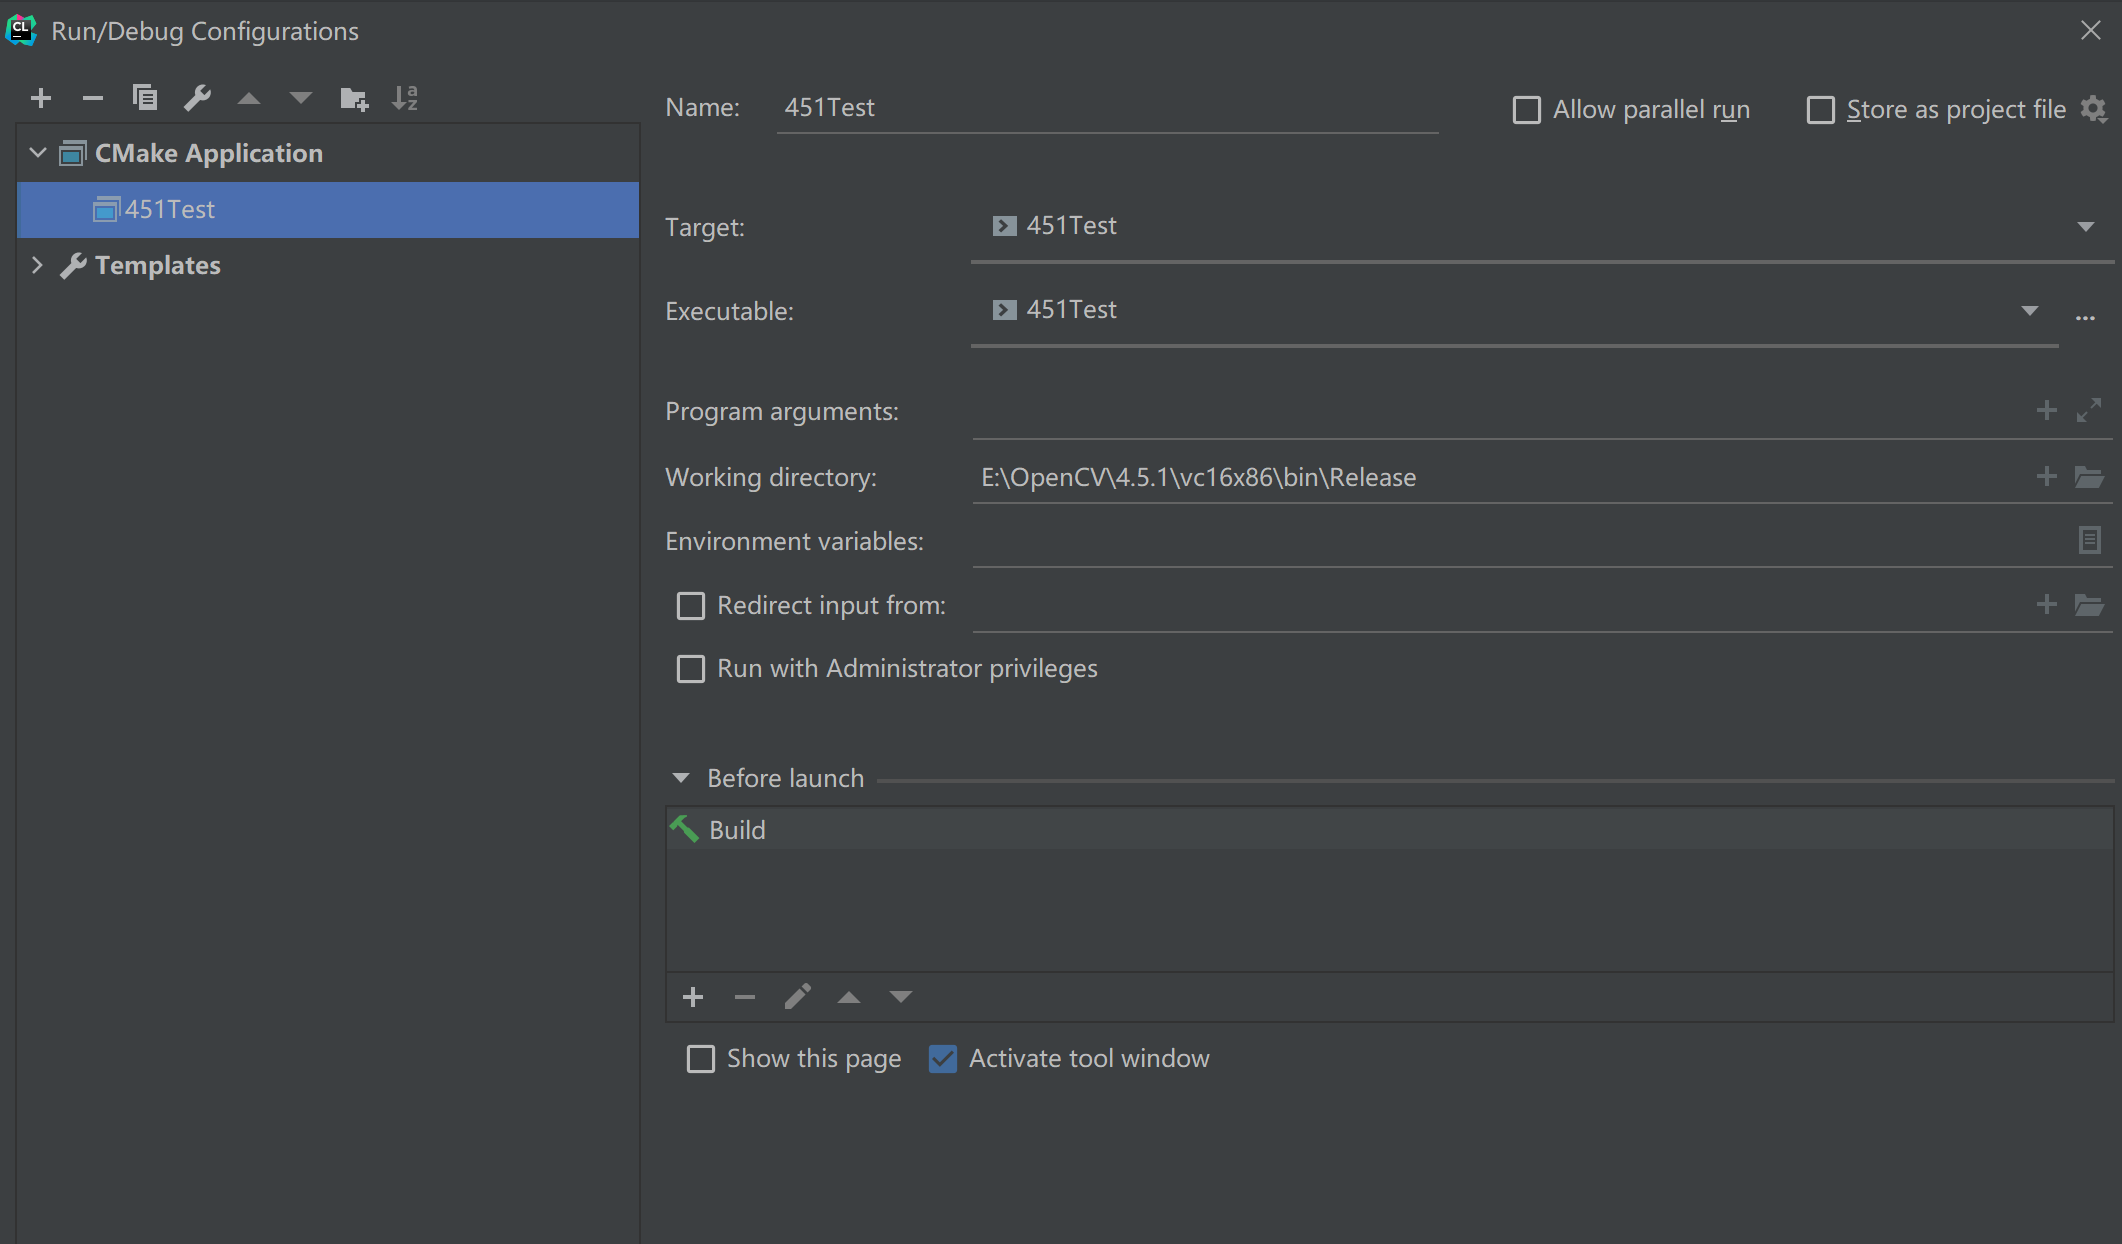 CL Run/Debug Configurations
Name: 451Test Allow parallel run Store as project file
CMake Application
451Test
Templates
Target: 451Test
Executable: 451Test ...
Program arguments:
Working directory: E:\OpenCV\4.5.1\vc16x86\bin\Release
Environment variables:
Redirect input from:
Run with Administrator privileges
Before launch
Build
Show this page Activate tool window